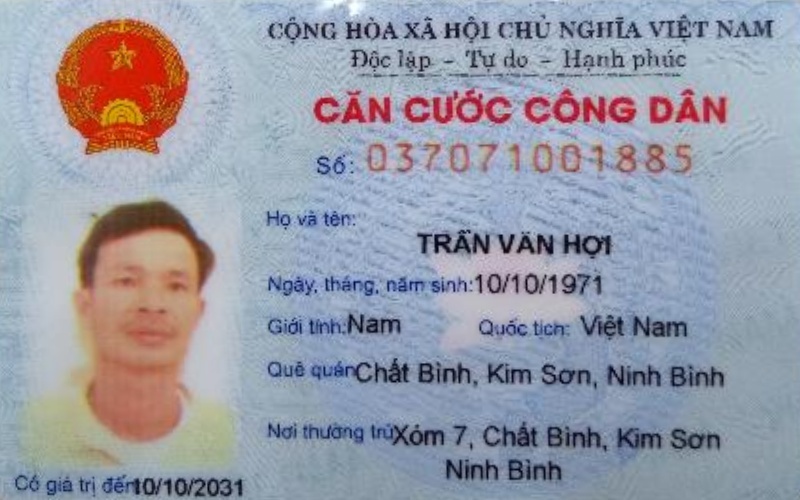 CỘNG HÒA XÃ HỘI CHỦ NGHĨA VIỆT NAM
Độc lập - Tự do - Hạnh phúc
CĂN CƯỚC CÔNG DÂN
Số: 037071001885
Họ và tên:
TRẦN VĂN HỢI
Ngày, tháng, năm sinh: 10/10/1971
Giới tính: Nam Quốc tịch: Việt Nam
Quê quán Chất Bình, Kim Sơn, Ninh Bình
Nơi thường trú Xóm 7, Chất Bình, Kim Sơn
Ninh Bình
Có giá trị đến 10/10/2031